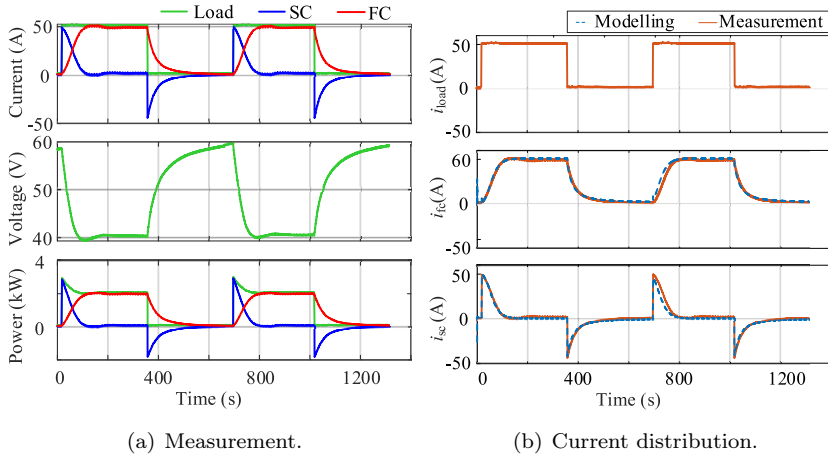 Load SC FC
50
0
50
Current (A)
60
50
40
Voltage (V)
4
2
0
-2
Power (kW)
0 400 800 1200
Time (s)
(a) Measurement.
Modelling Measurement
50
0
-50
i_load(A)
60
0
-50
i_fc(A)
50
0
-50
i_sc(A)
0 400 800 1200
Time (s)
(b) Current distribution.